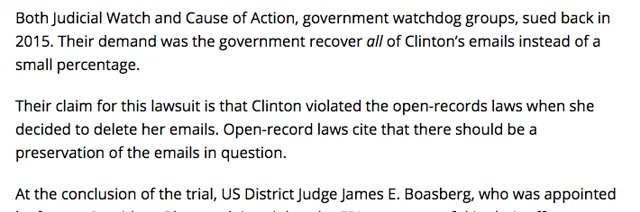 Both Judicial Watch and Cause of Action, government watchdog groups, sued back in
2015. Their demand was the government recover all of Clinton’s emails instead of a
small percentage.
Their claim for this lawsuit is that Clinton violated the open-records laws when she
decided to delete her emails. Open-record laws cite that there should be a
preservation of the emails in question.
At the conclusion of the trial, US District Judge James E. Boasberg, who was appointed